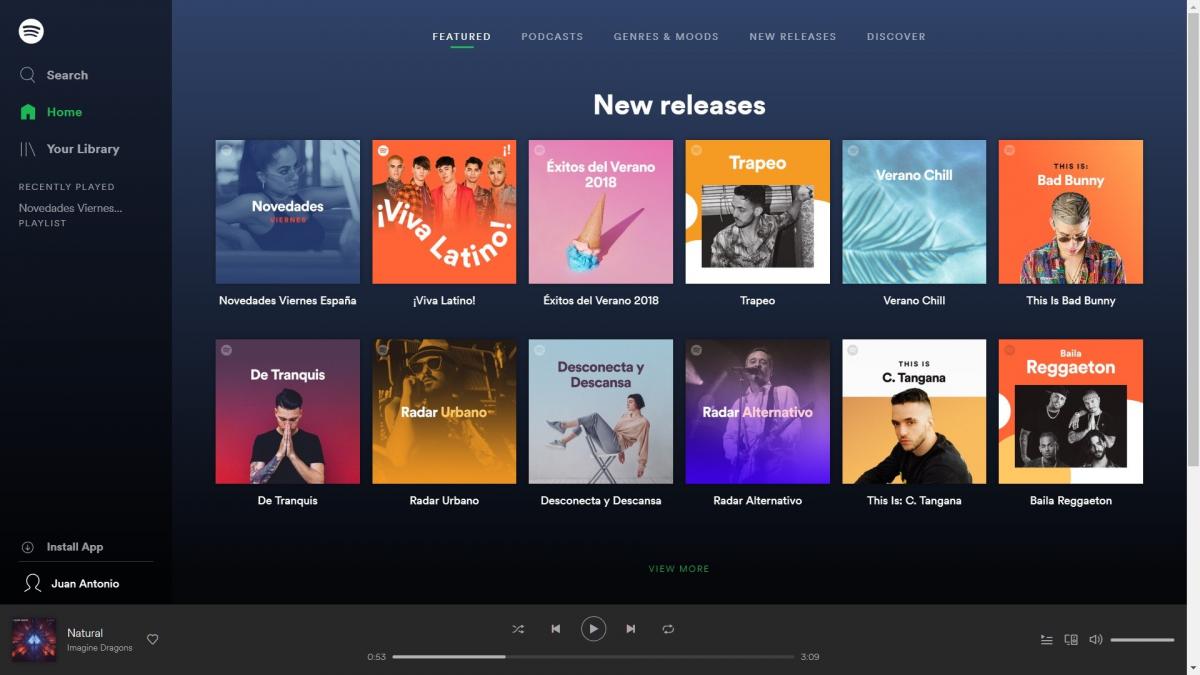 FEATURED
PODCASTS
GENRES & MOODS
NEW RELEASES
DISCOVER
Search
Home
Your Library
RECENTLY PLAYED
Novedades Viernes...
PLAYLIST
New releases
Novedades
VIERNES
¡!
¡Viva Latino!
Éxitos del Verano
2018
Trapeo
Verano Chill
THIS IS:
Bad Bunny
Novedades Viernes España
¡Viva Latino!
Éxitos del Verano 2018
Trapeo
Verano Chill
This Is Bad Bunny
De Tranquis
Radar Urbano
Desconecta y
Descansa
Radar Alternativo
THIS IS
C. Tangana
Baila
Reggaeton
De Tranquis
Radar Urbano
Desconecta y Descansa
Radar Alternativo
This Is: C. Tangana
Baila Reggaeton
VIEW MORE
Install App
Juan Antonio
Natural
Imagine Dragons
0:53
3:09